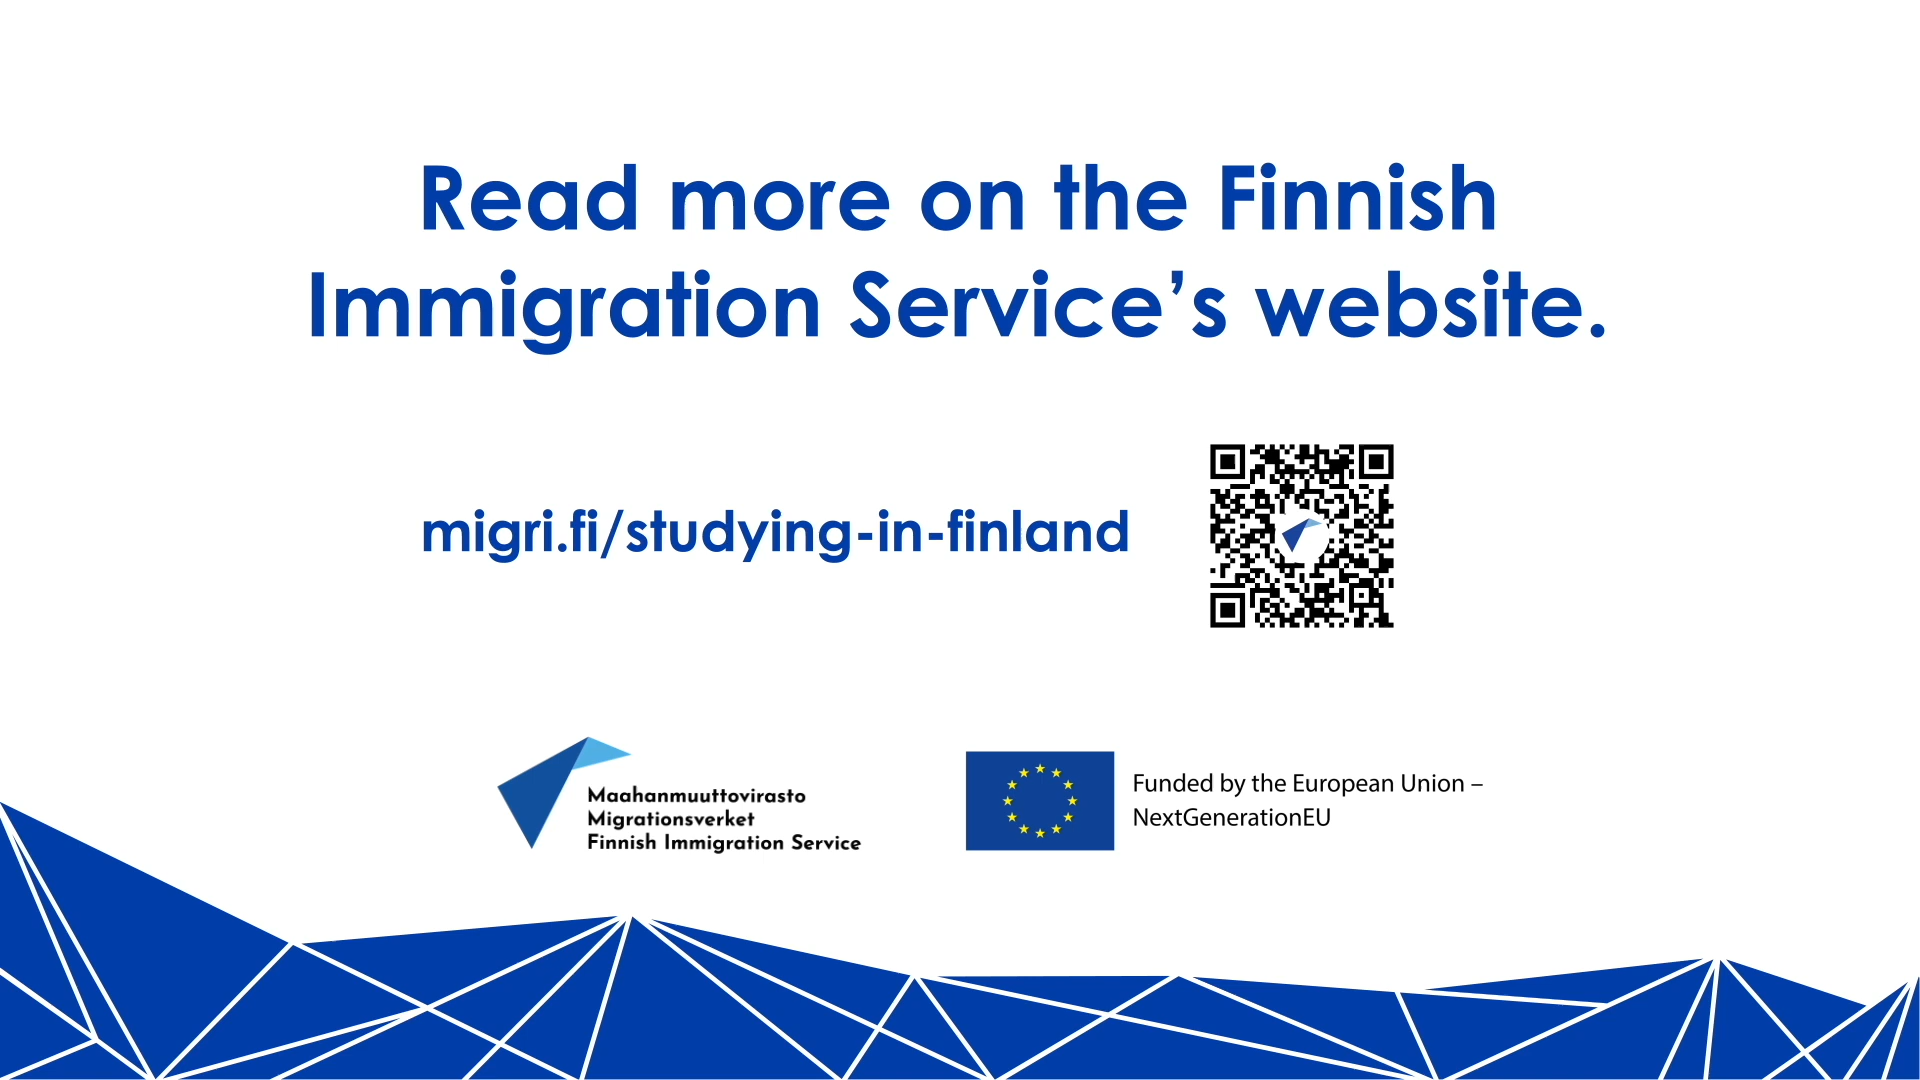 Read more on the Finnish
Immigration Service’s website.
migri.fi/studying-in-finland
Maahanmuuttovirasto
Migrationsverket
Finnish Immigration Service
Funded by the European Union –
NextGenerationEU